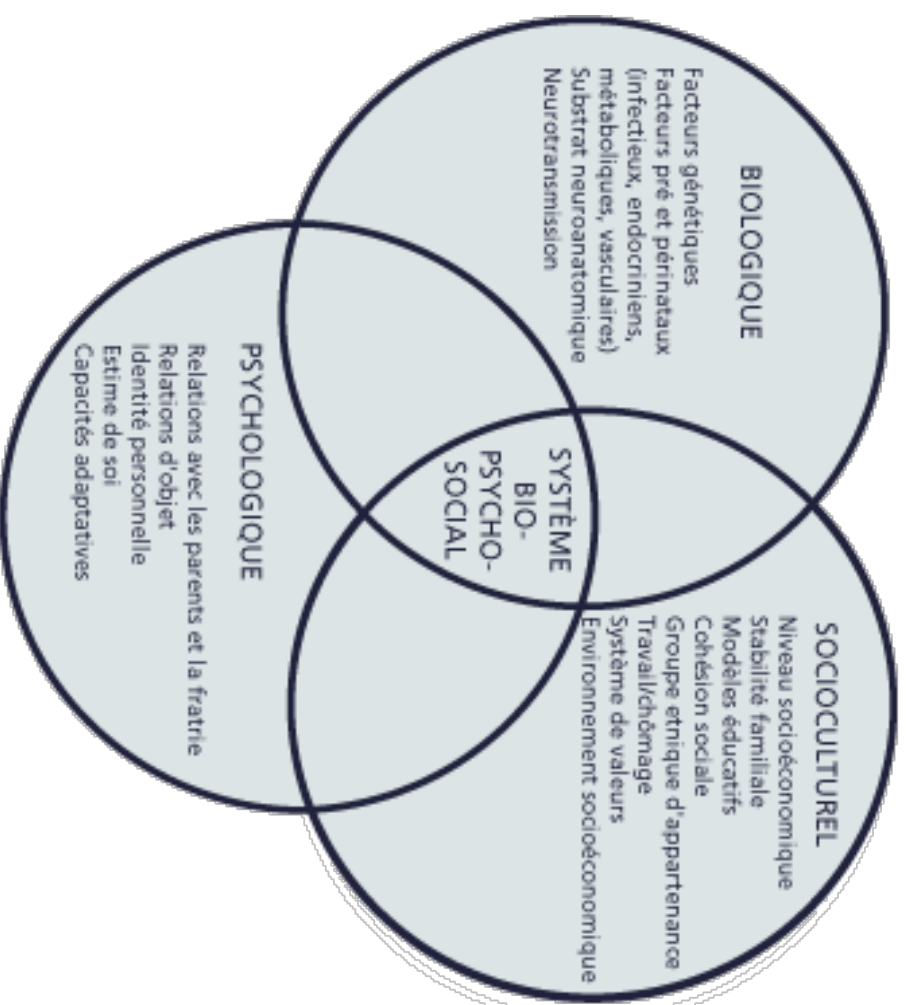 BIOLOGIQUE
Facteurs génétiques
Facteurs pré et périnataux
(infectieux, endocriniens,
métaboliques, vasculaires)
Substrat neuroanatomique
Neurotransmission
SOCIOCULTUREL
Niveau socioéconomique
Stabilité familiale
Modèles éducatifs
Cohésion sociale
Groupe etnique d'appartenance
Travail/chômage
Système de valeurs
Environnement socioéconomique
SYSTÈME
BIO-
PSYCHO-
SOCIAL
PSYCHOLOGIQUE
Relations avec les parents et la fratrie
Relations d'objet
Identité personnelle
Estime de soi
Capacités adaptatives